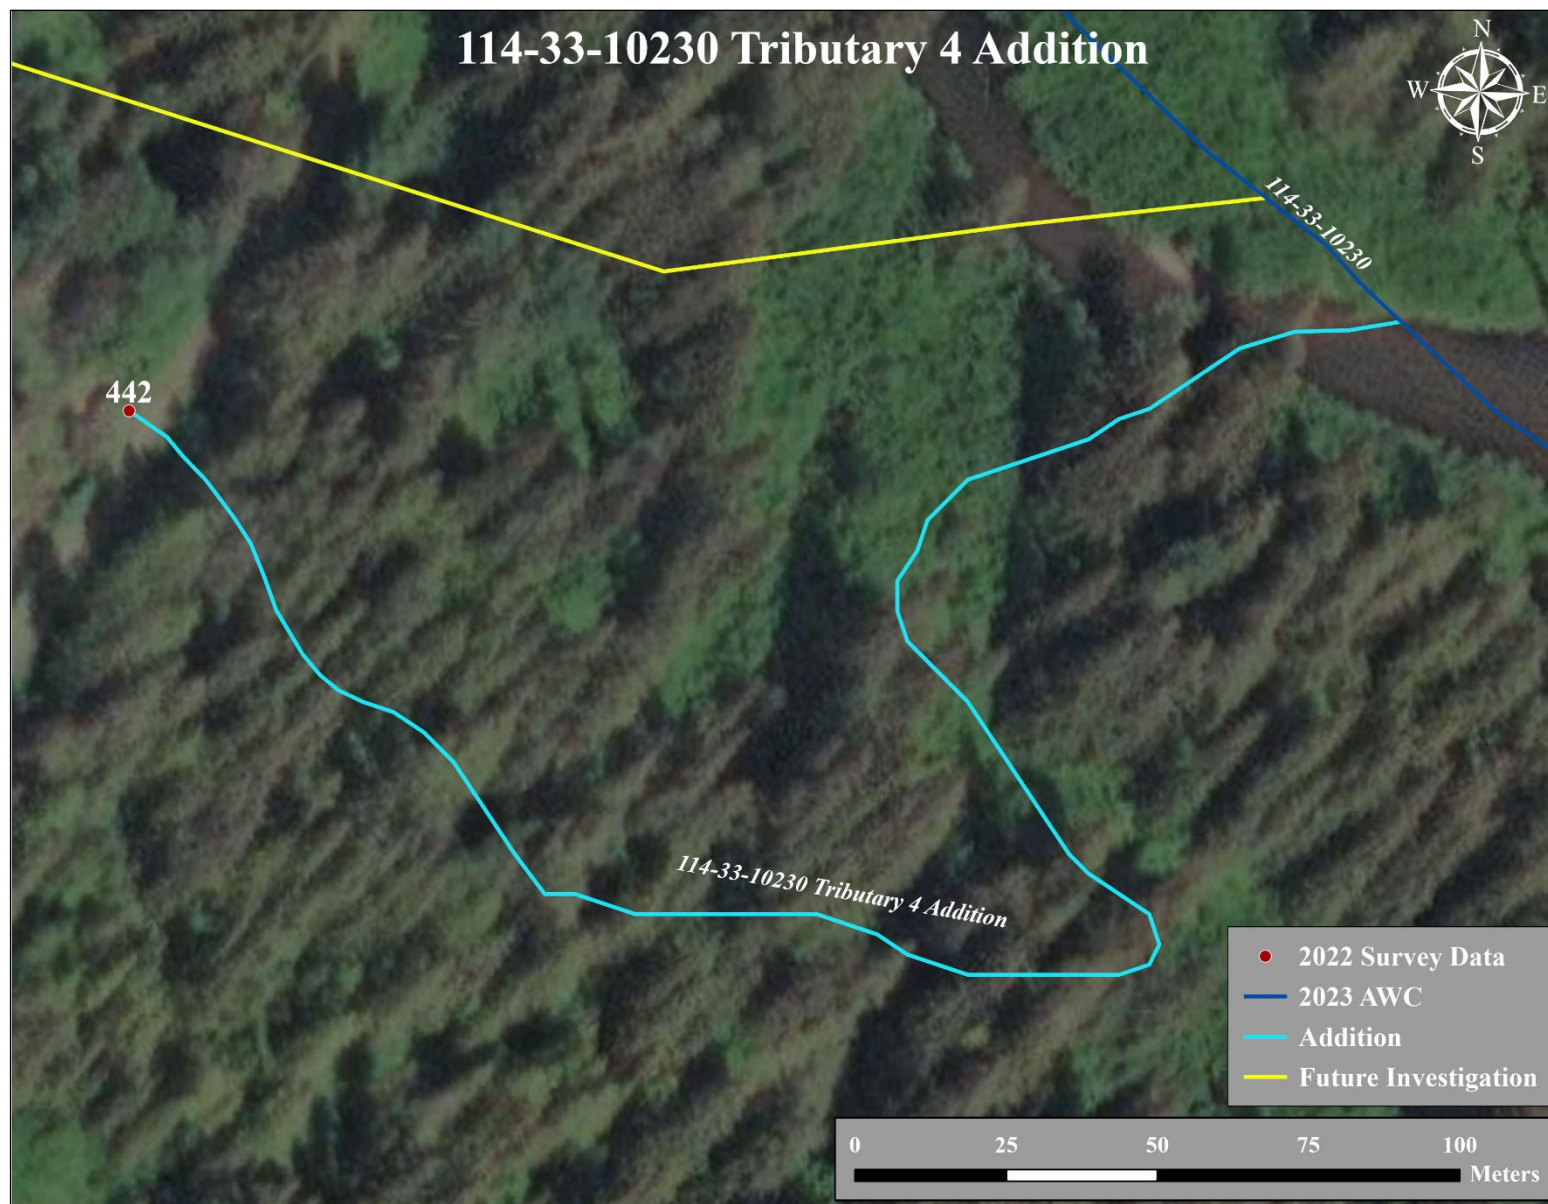 114-33-10230 Tributary 4 Addition
N
W E
S
114-33-10230
442
114-33-10230 Tributary 4 Addition
2022 Survey Data
2023 AWC
Addition
Future Investigation
0 25 50 75 100
Meters